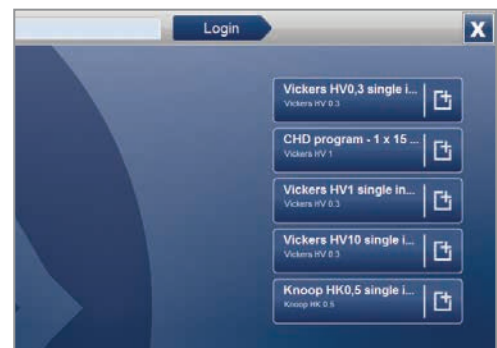 Login
X
Vickers HV0,3 single i...
Vickers HV 0.3
CHD program - 1 x 15 ...
Vickers HV 1
Vickers HV1 single in...
Vickers HV 0.3
Vickers HV10 single i...
Vickers HV 0.3
Knoop HK0,5 single i...
Knoop HK 0.5